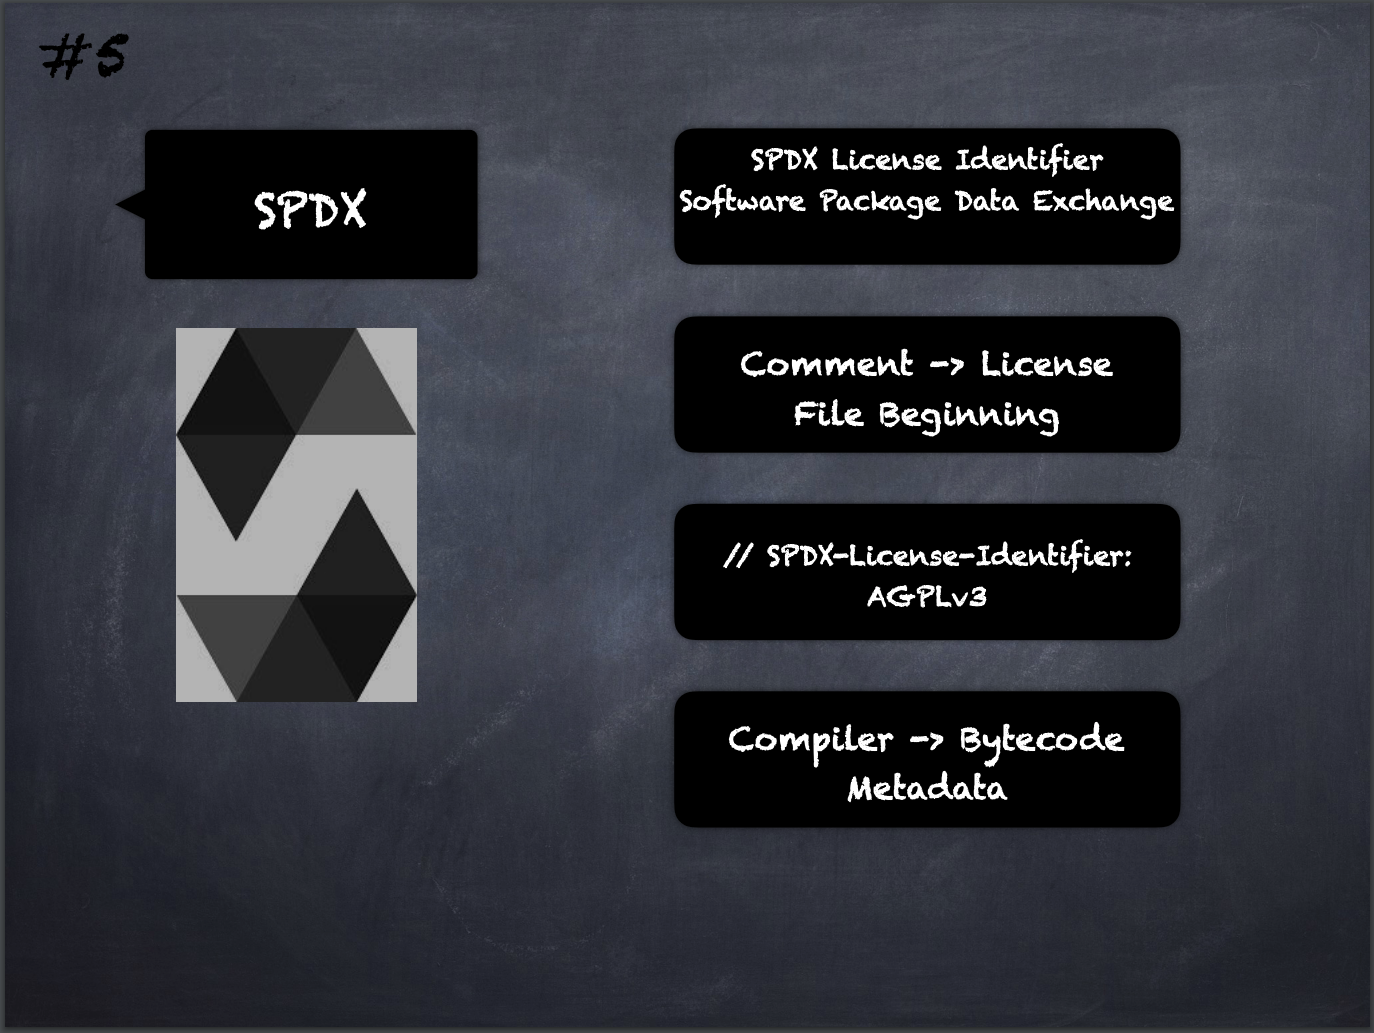 #5
SPDX
SPDX License Identifier
Software Package Data Exchange
Comment -> License
File Beginning
// SPDX-License-Identifier:
AGPLv3
Compiler -> Bytecode
Metadata